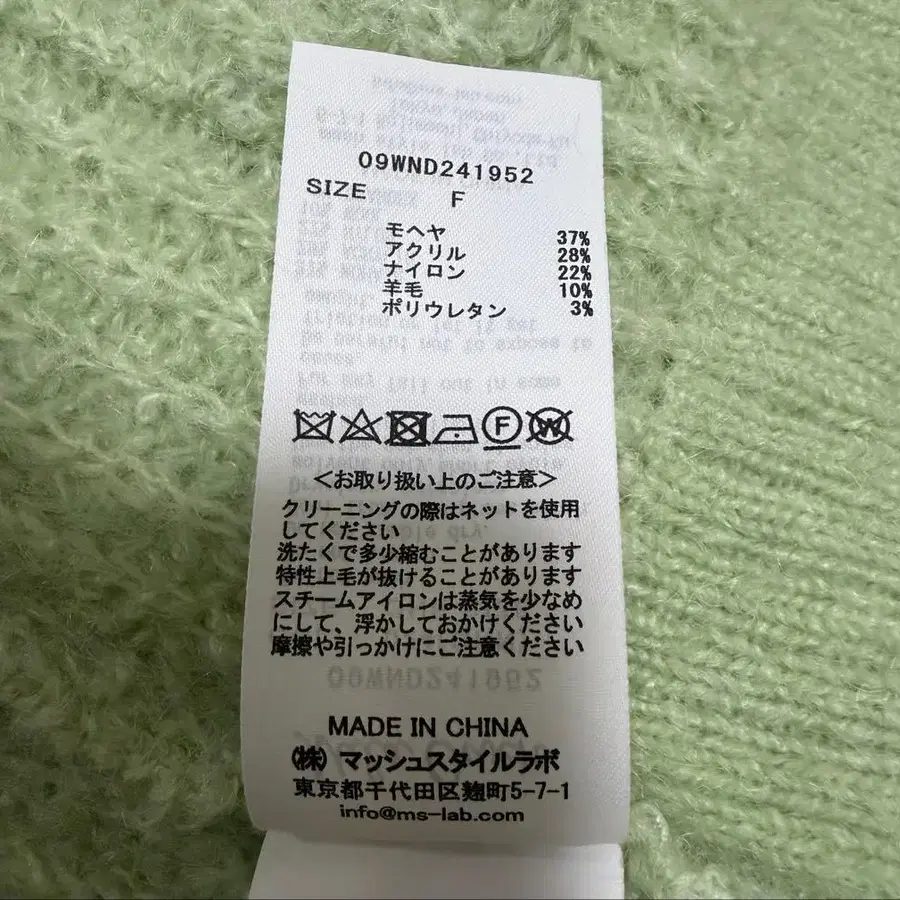 09WND241952
SIZE F
モヘヤ 37%
アクリル 28%
ナイロン 22%
羊毛 10%
ポリウレタン 3%
F W
＜お取り扱い上のご注意＞
クリーニングの際はネットを使用
してください
洗たくで多少縮むことがあります
特性上毛が抜けることがあります
スチームアイロンは蒸気を少なめ
にして、浮かしておかけください
摩擦や引っかけにご注意ください
MADE IN CHINA
(株) マッシュスタイルラボ
東京都千代田区麹町5-7-1
info@ms-lab.com